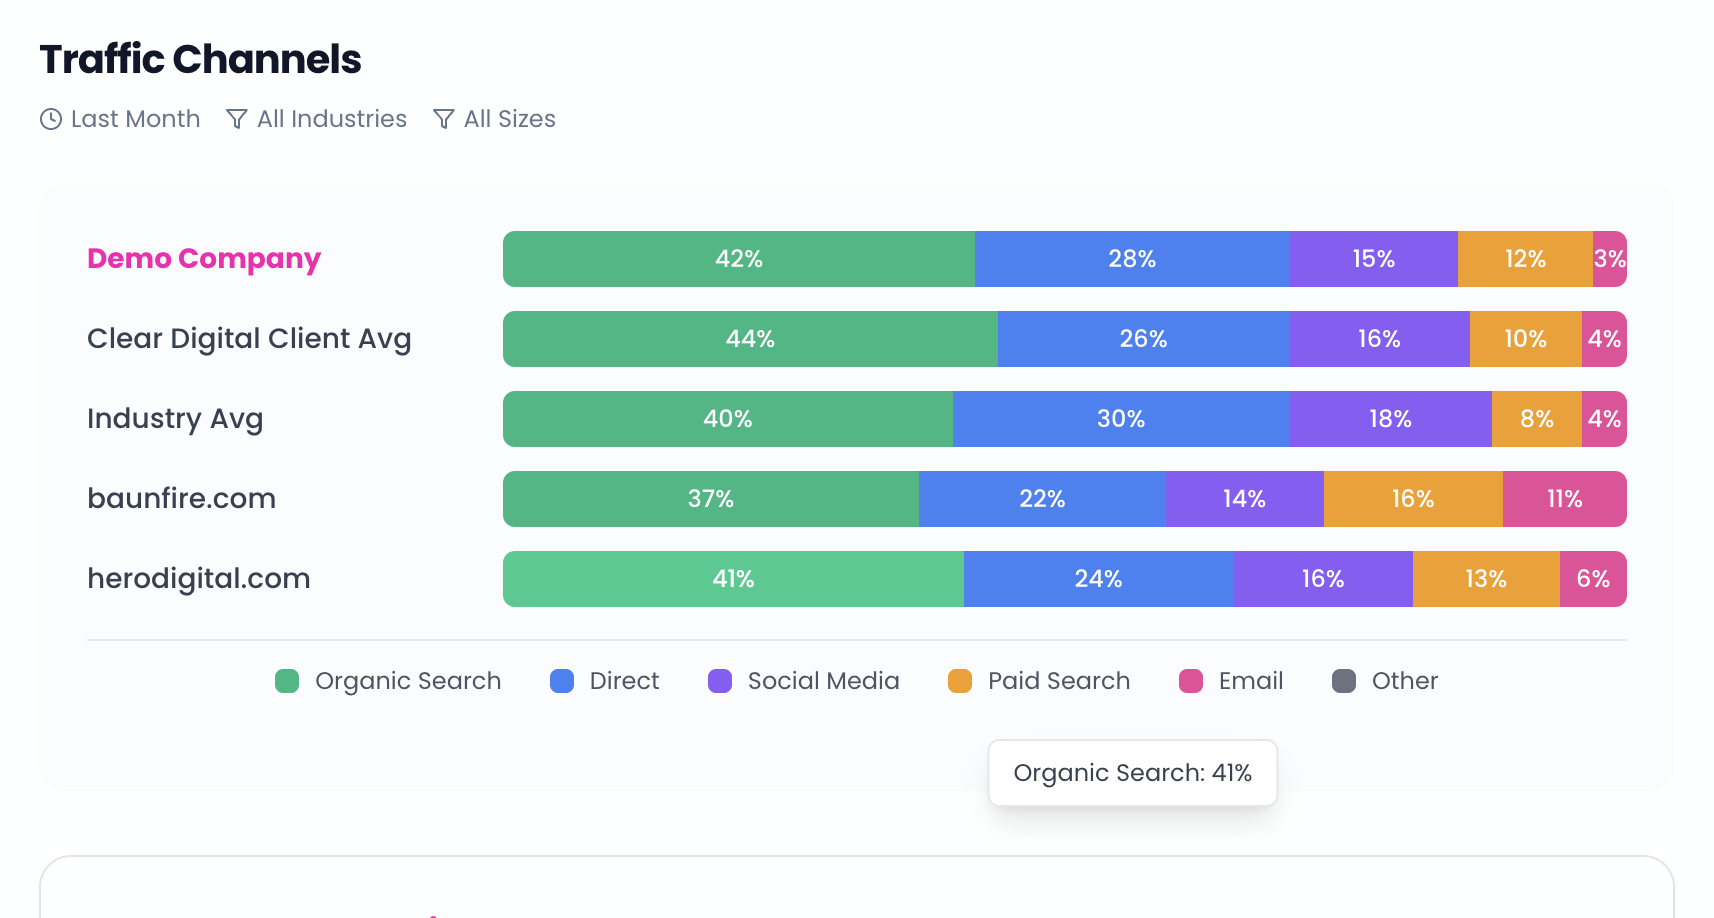 Traffic Channels
Last Month All Industries All Sizes
Demo Company 42% 28% 15% 12% 3%
Clear Digital Client Avg 44% 26% 16% 10% 4%
Industry Avg 40% 30% 18% 8% 4%
baunfire.com 37% 22% 14% 16% 11%
herodigital.com 41% 24% 16% 13% 6%
Organic Search Direct Social Media Paid Search Email Other
Organic Search: 41%